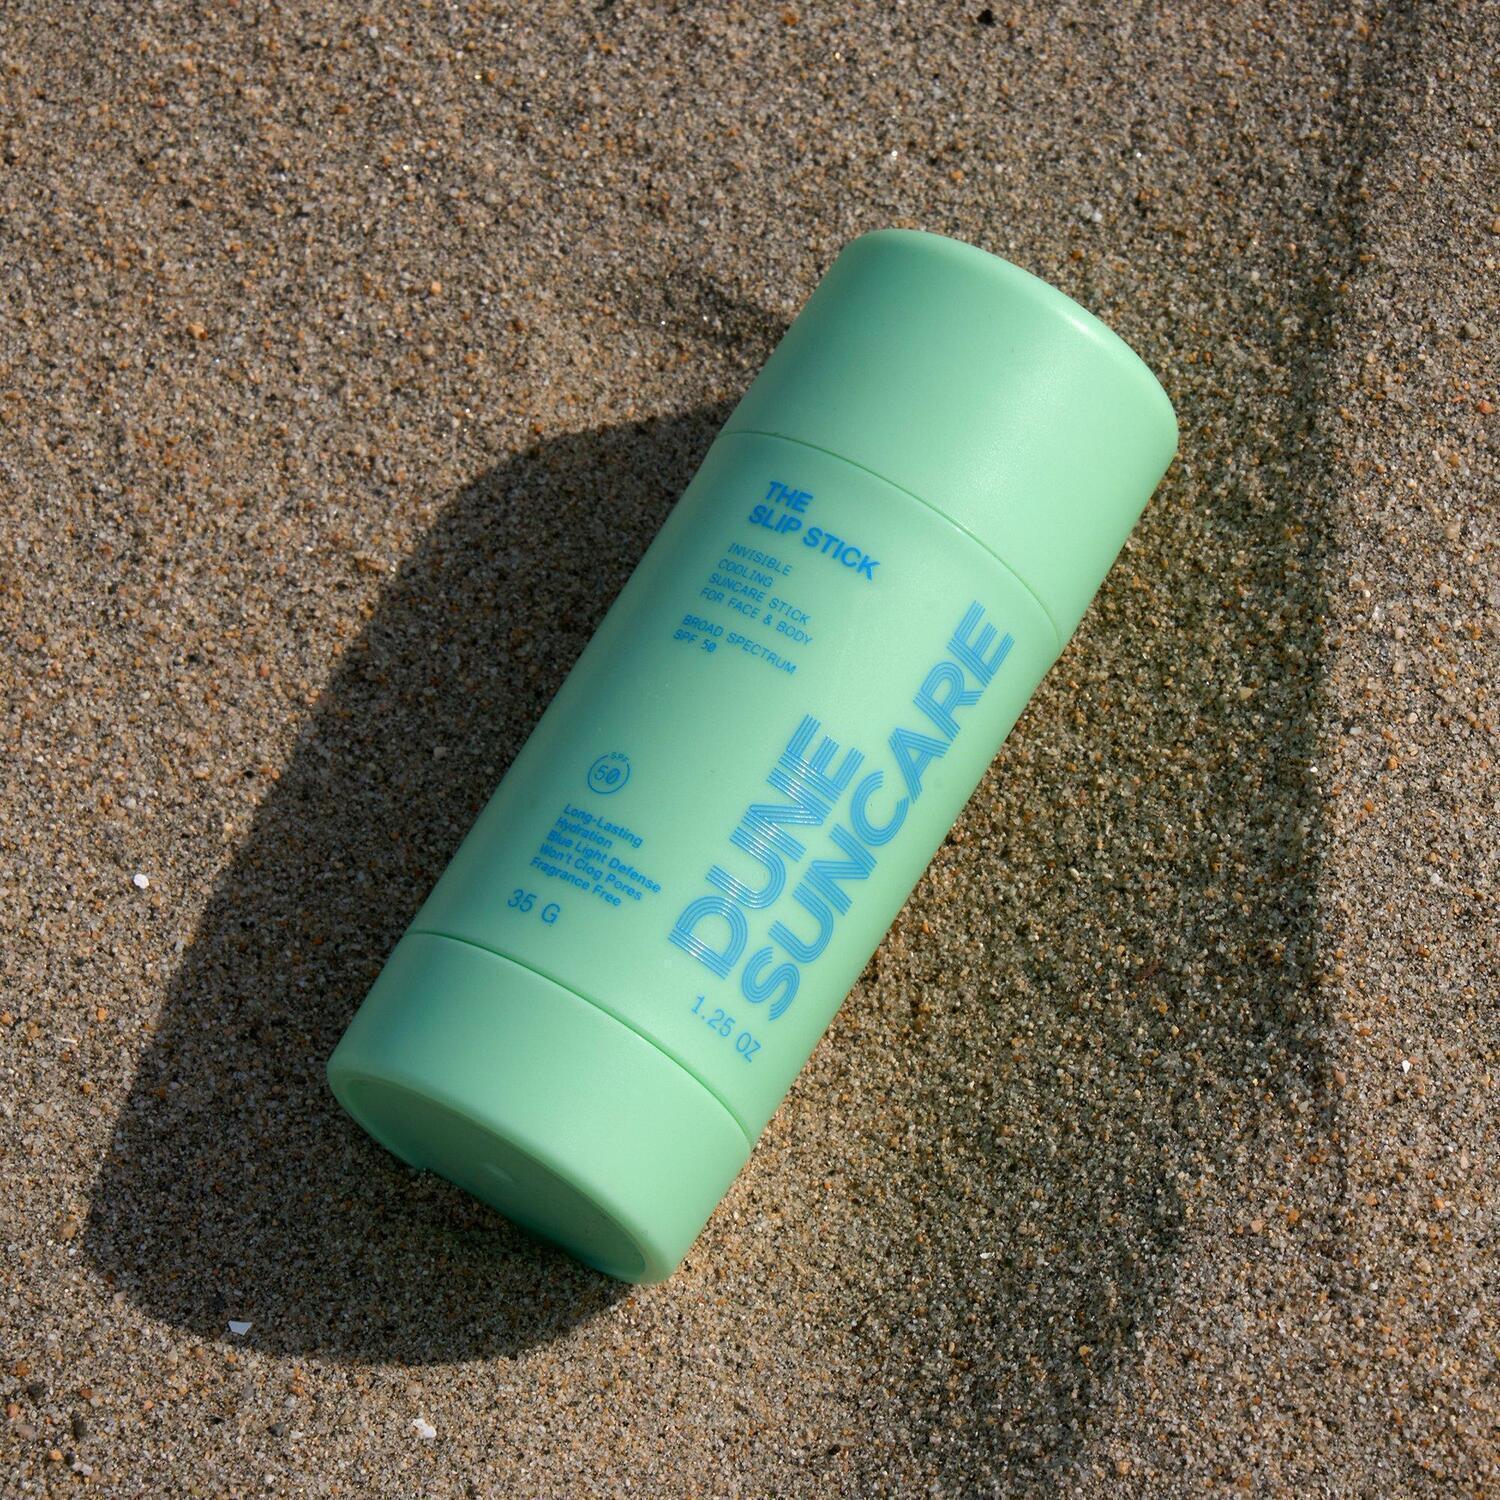 THE
SLIP STICK
INVISIBLE
COOLING
SUNCARE STICK
FOR FACE & BODY
BROAD SPECTRUM
SPF 50
SPF
50
Long-Lasting
Hydration
Blue Light Defense
Won't Clog Pores
Fragrance Free
35 G
DUNE
SUNCARE
1.25 OZ